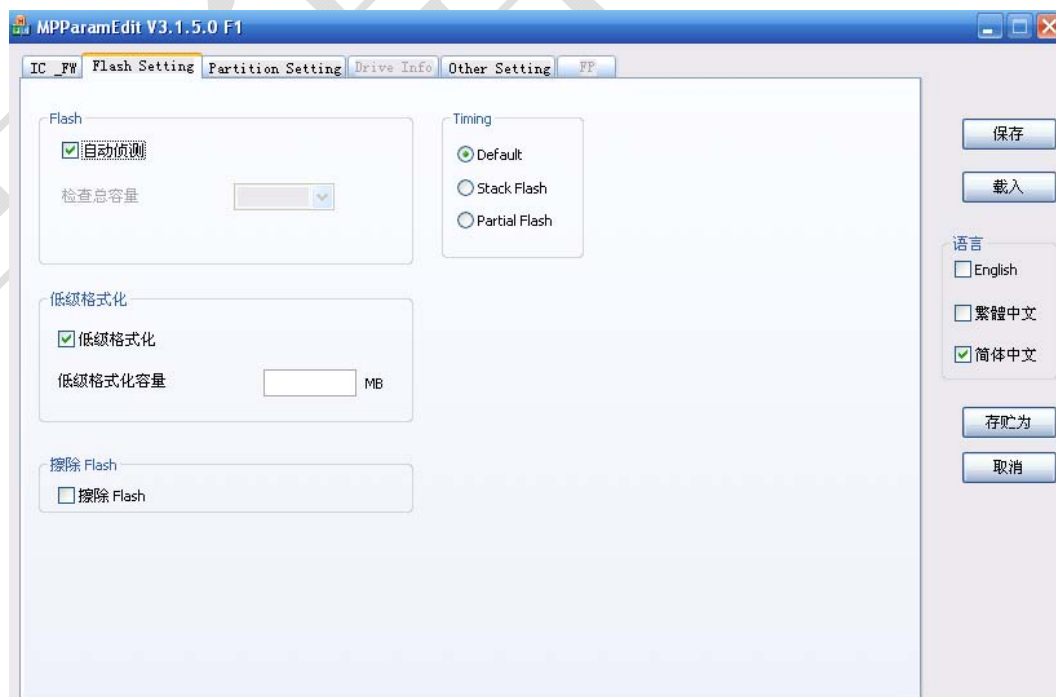 MPParamEdit V3.1.5.0 F1
IC _FW Flash Setting Partition Setting Drive Info Other Setting FP
Flash
自动侦测
检查总容量
Timing
Default
Stack Flash
Partial Flash
低级格式化
低级格式化
低级格式化容量 MB
擦除 Flash
擦除 Flash
保存
载入
语言
English
繁體中文
简体中文
存贮为
取消